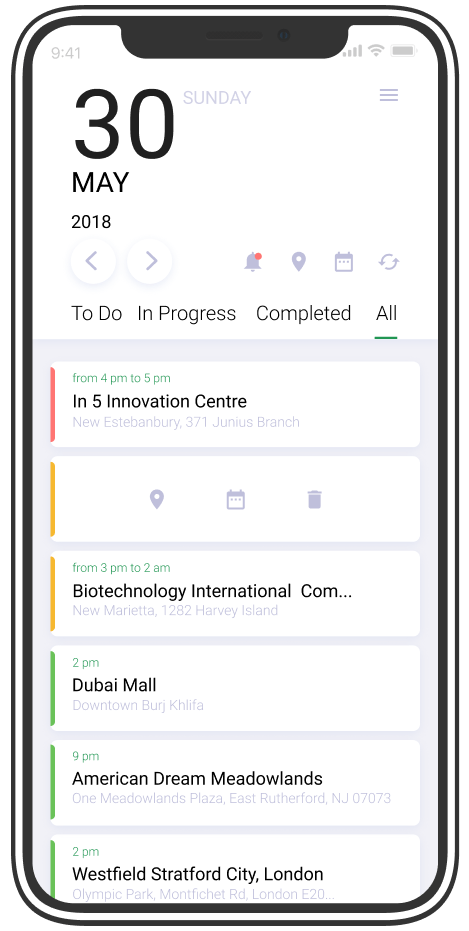 9:41
30 SUNDAY
MAY
2018
To Do In Progress Completed All
from 4 pm to 5 pm
In 5 Innovation Centre
New Estebanbury, 371 Junius Branch
from 3 pm to 2 am
Biotechnology International Com...
New Marietta, 1282 Harvey Island
2 pm
Dubai Mall
Downtown Burj Khlifa
9 pm
American Dream Meadowlands
One Meadowlands Plaza, East Rutherford, NJ 07073
2 pm
Westfield Stratford City, London
Olympic Park, Montfichet Rd, London E20...